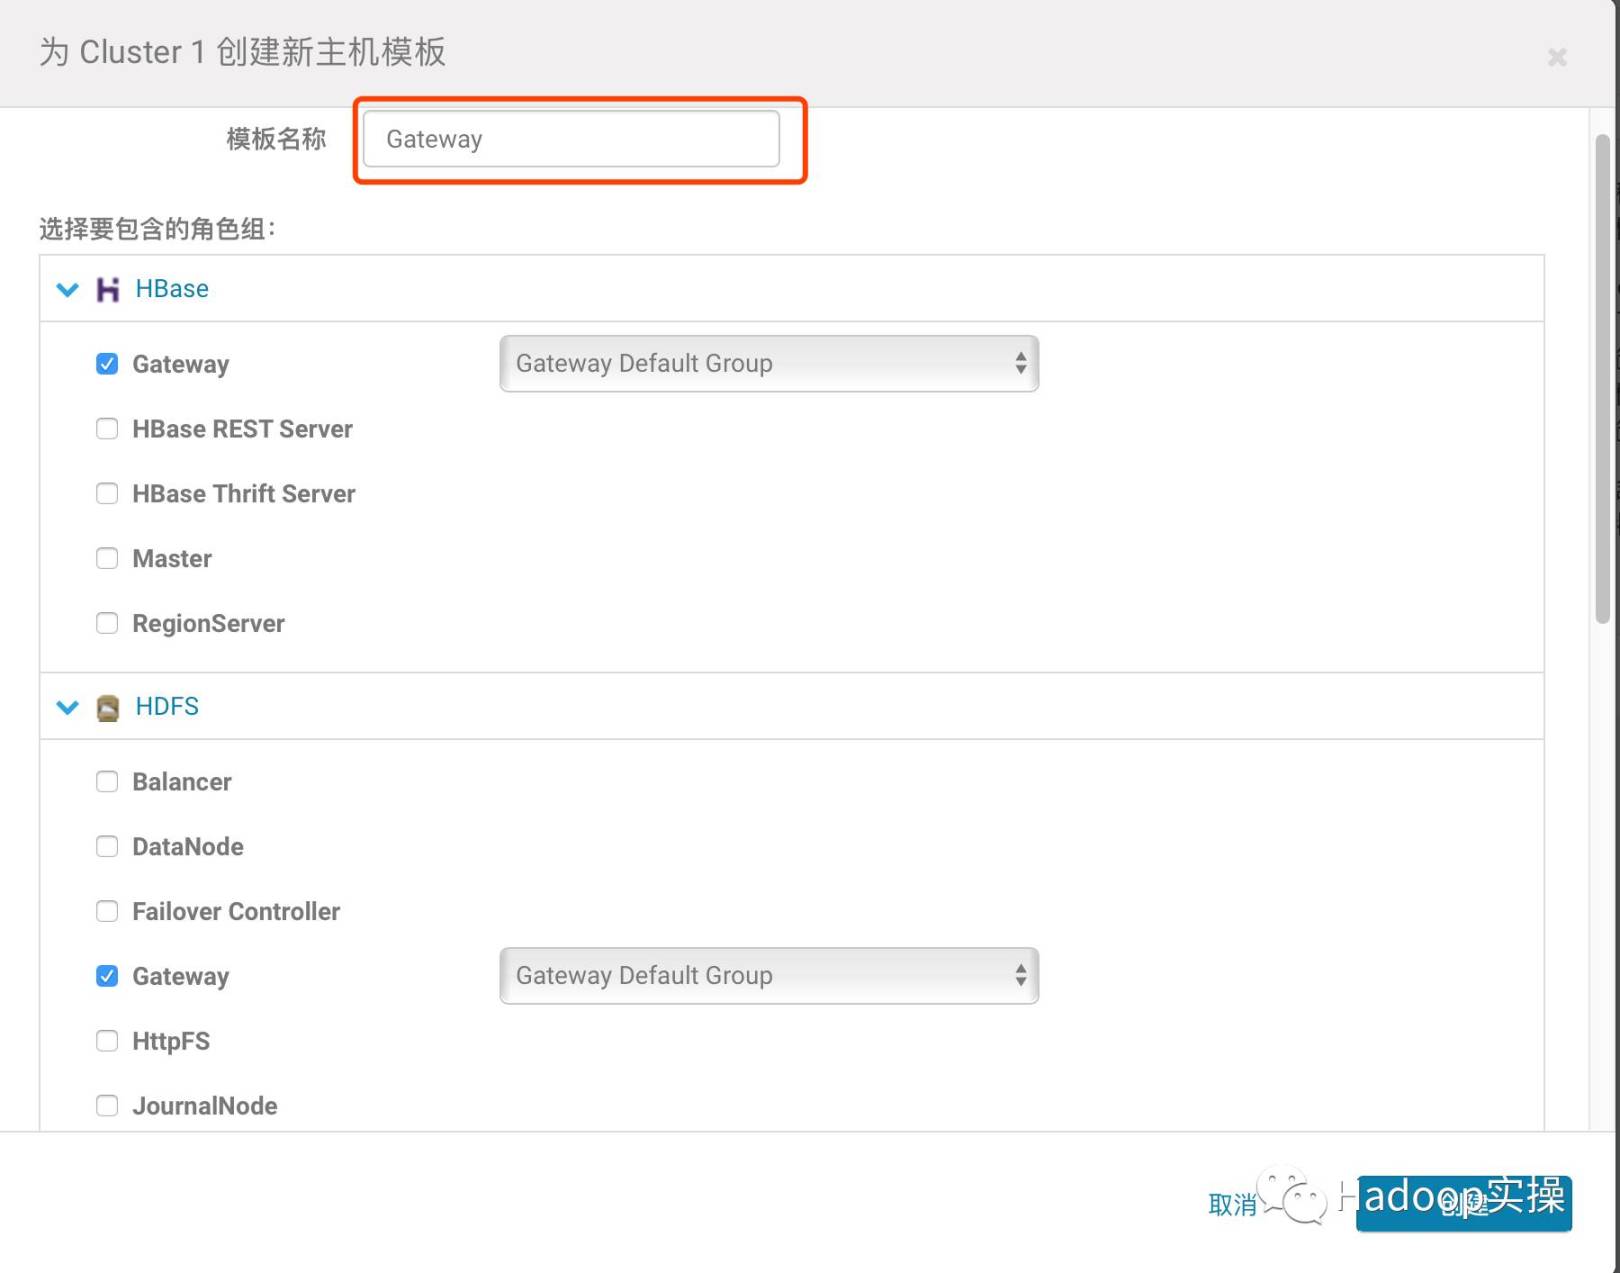 为 Cluster 1 创建新主机模板
模板名称
Gateway
选择要包含的角色组：
HBase
Gateway
Gateway Default Group
HBase REST Server
HBase Thrift Server
Master
RegionServer
HDFS
Balancer
DataNode
Failover Controller
Gateway
Gateway Default Group
HttpFS
JournalNode
取消
创建
Hadoop实操